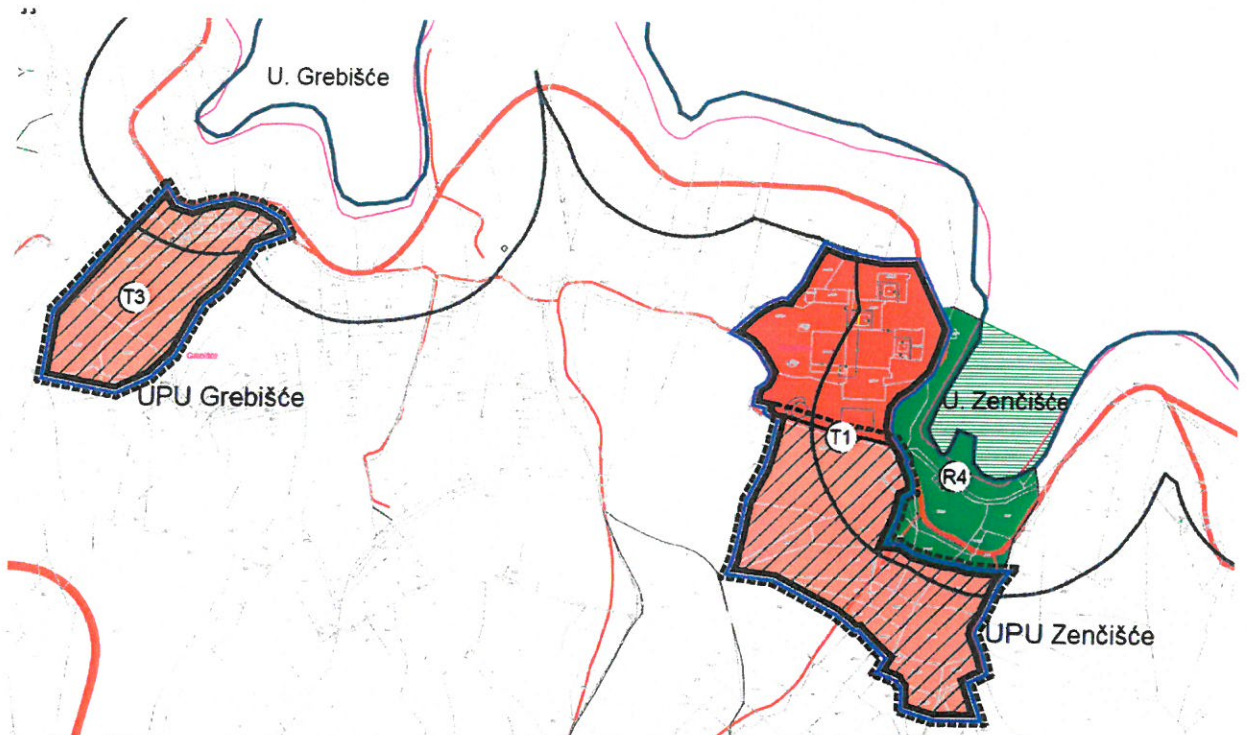 U. Grebišće
T3
UPU Grebišće
U. Zenčišće
T1
R4
UPU Zenčišće